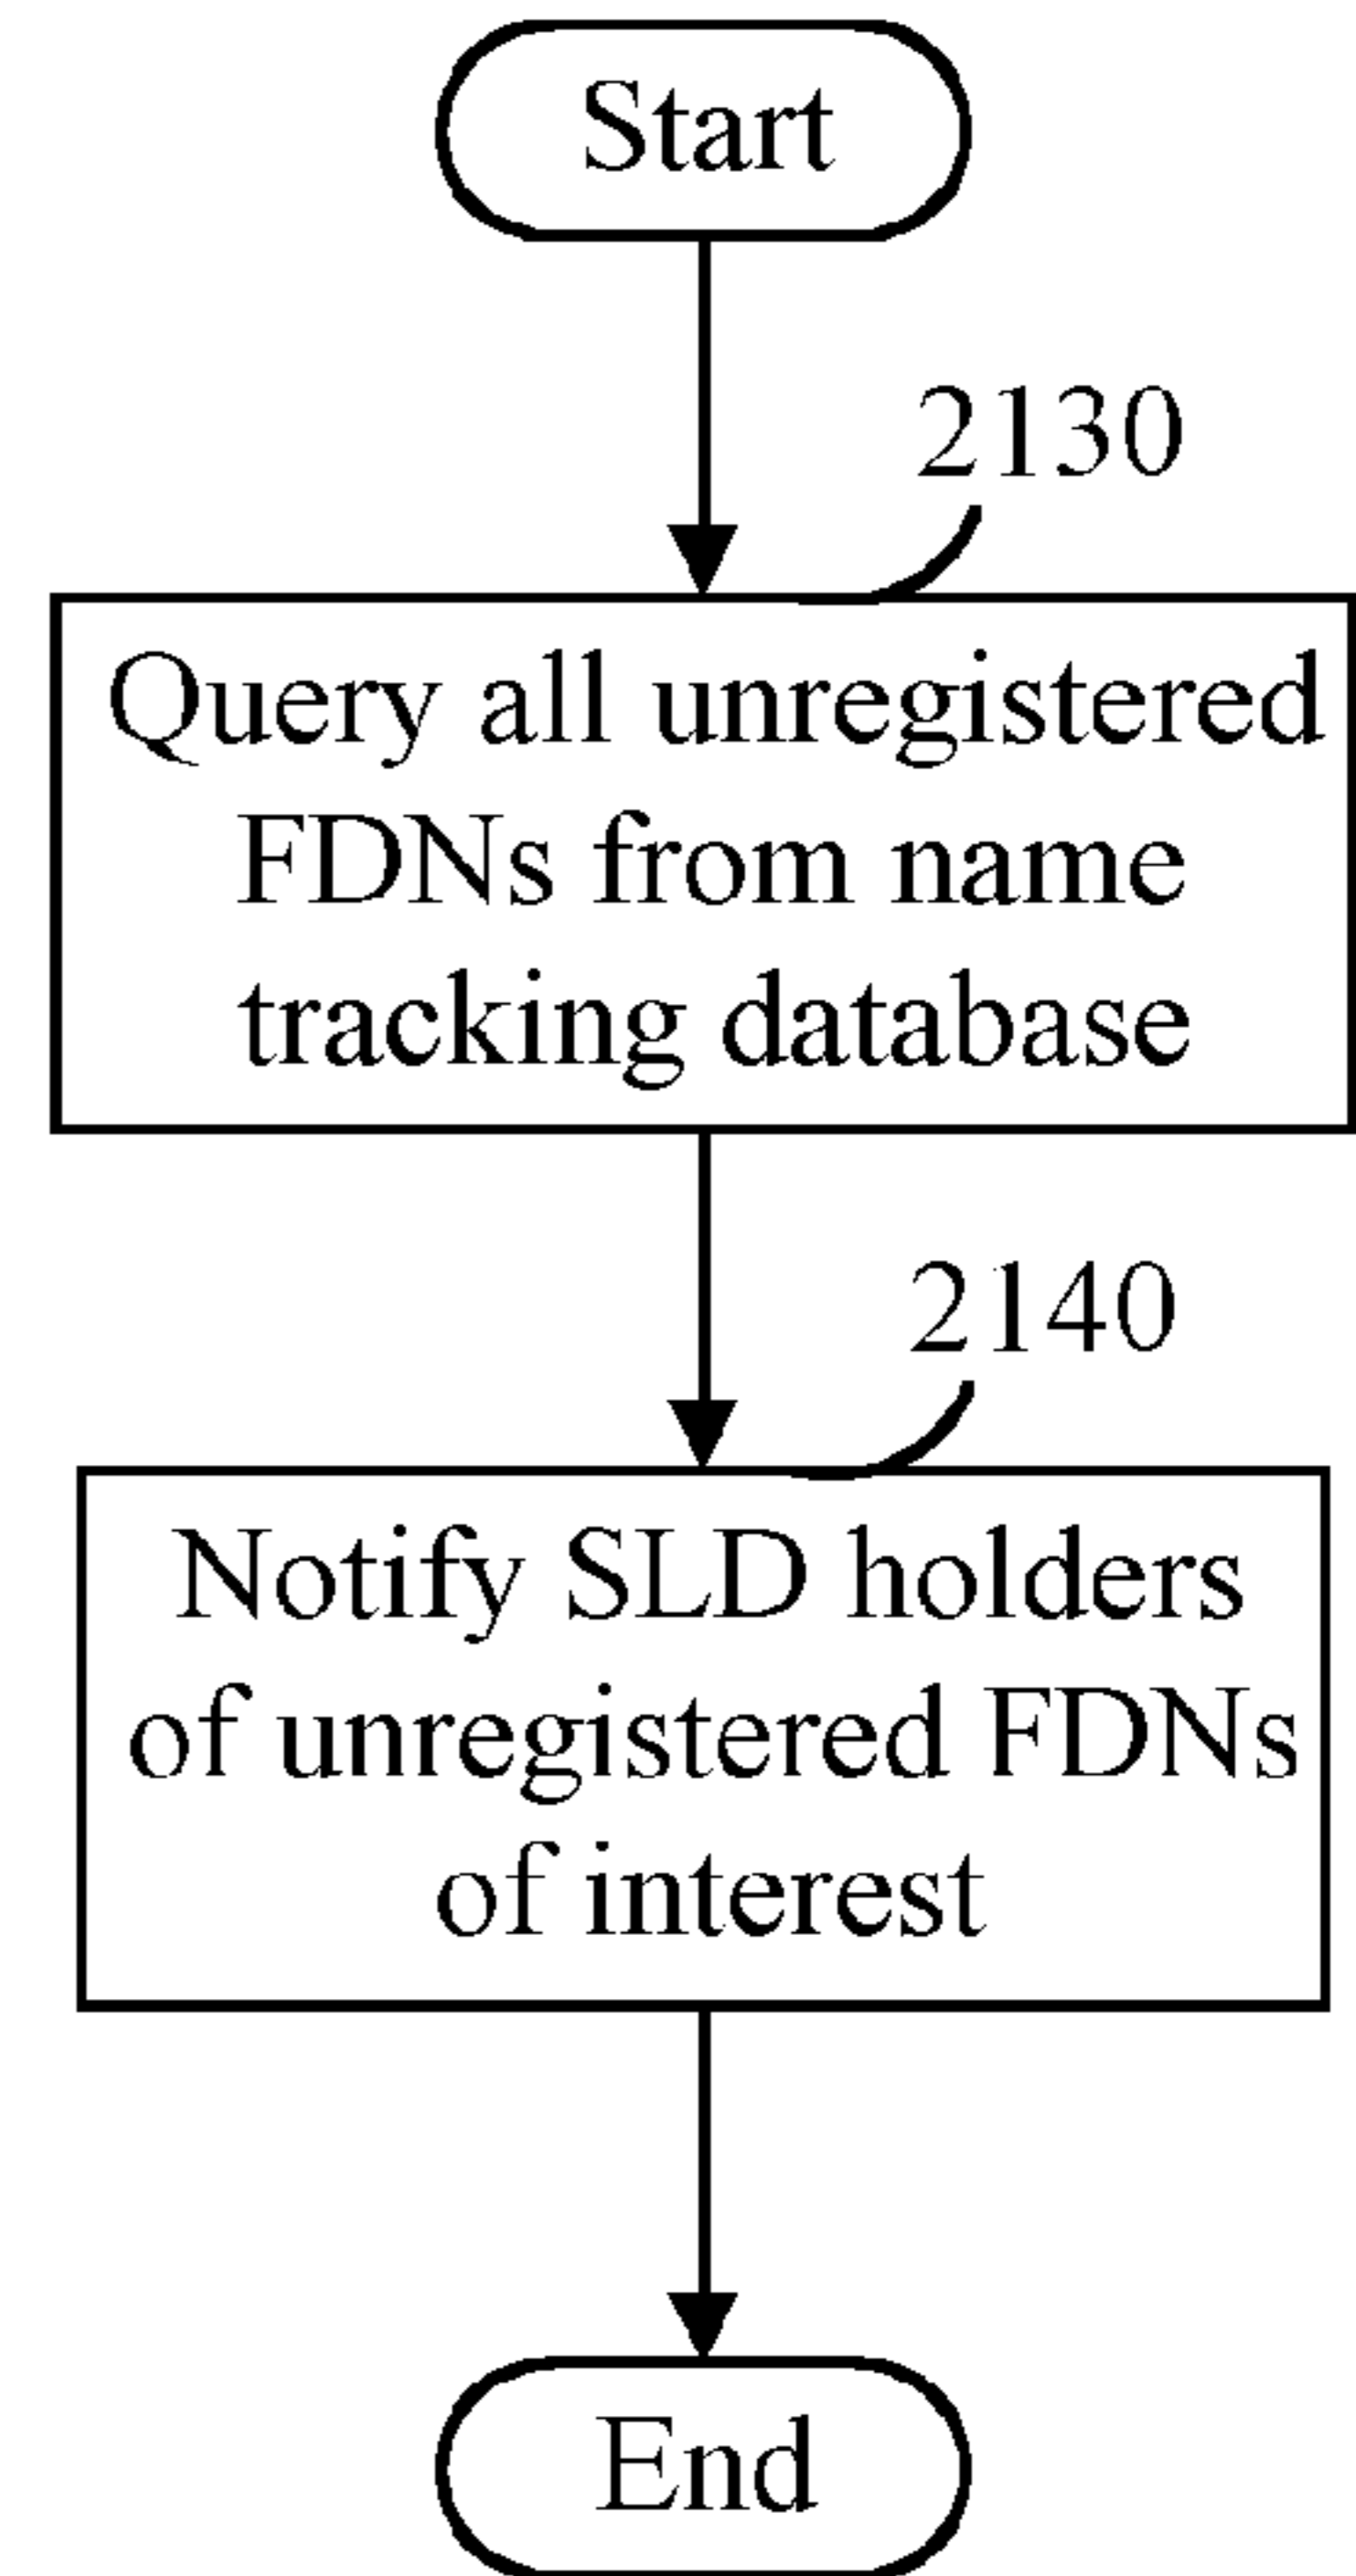 Start
2130
Query all unregistered
FDNs from name
tracking database
2140
Notify SLD holders
of unregistered FDNs
of interest
End